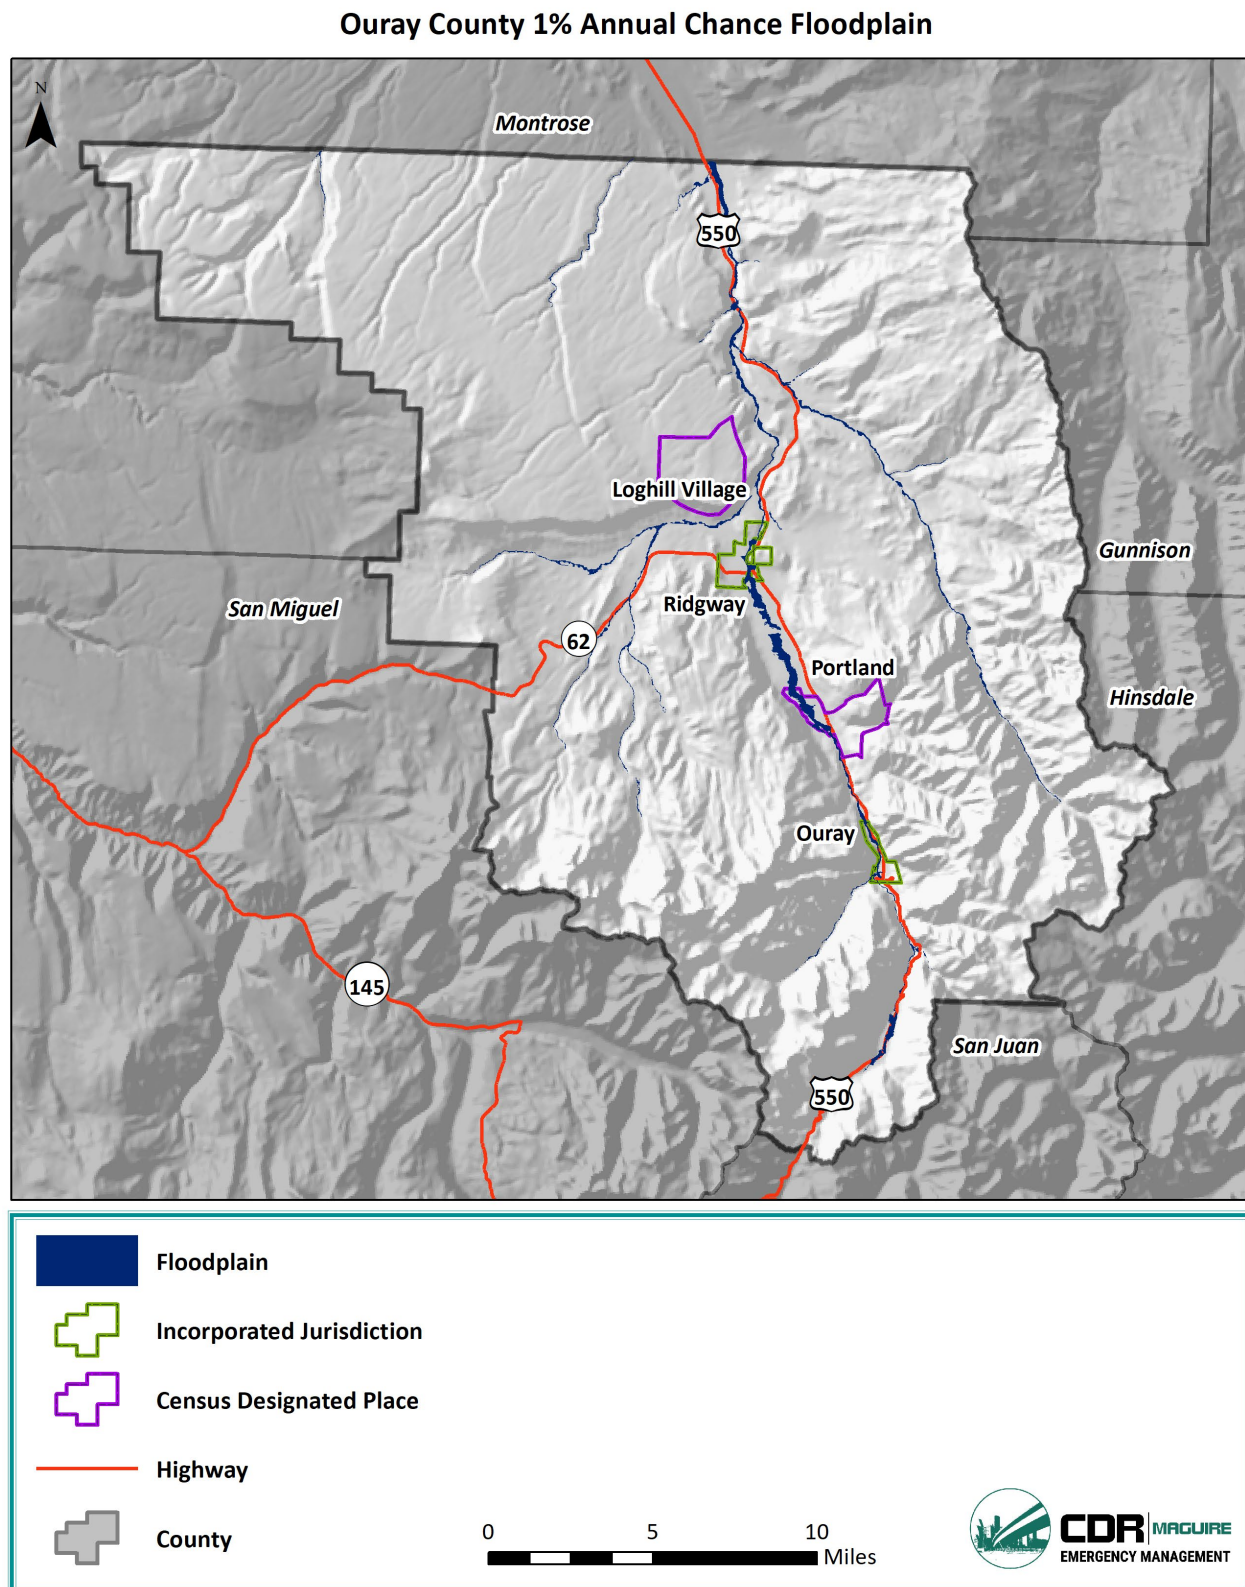 Ouray County 1% Annual Chance Floodplain
N
Montrose
550
Loghill Village
Gunnison
San Miguel
Ridgway
62
Portland
Hinsdale
Ouray
145
San Juan
550
Floodplain
Incorporated Jurisdiction
Census Designated Place
Highway
County
0 5 10
Miles
CDR MAGUIRE
EMERGENCY MANAGEMENT